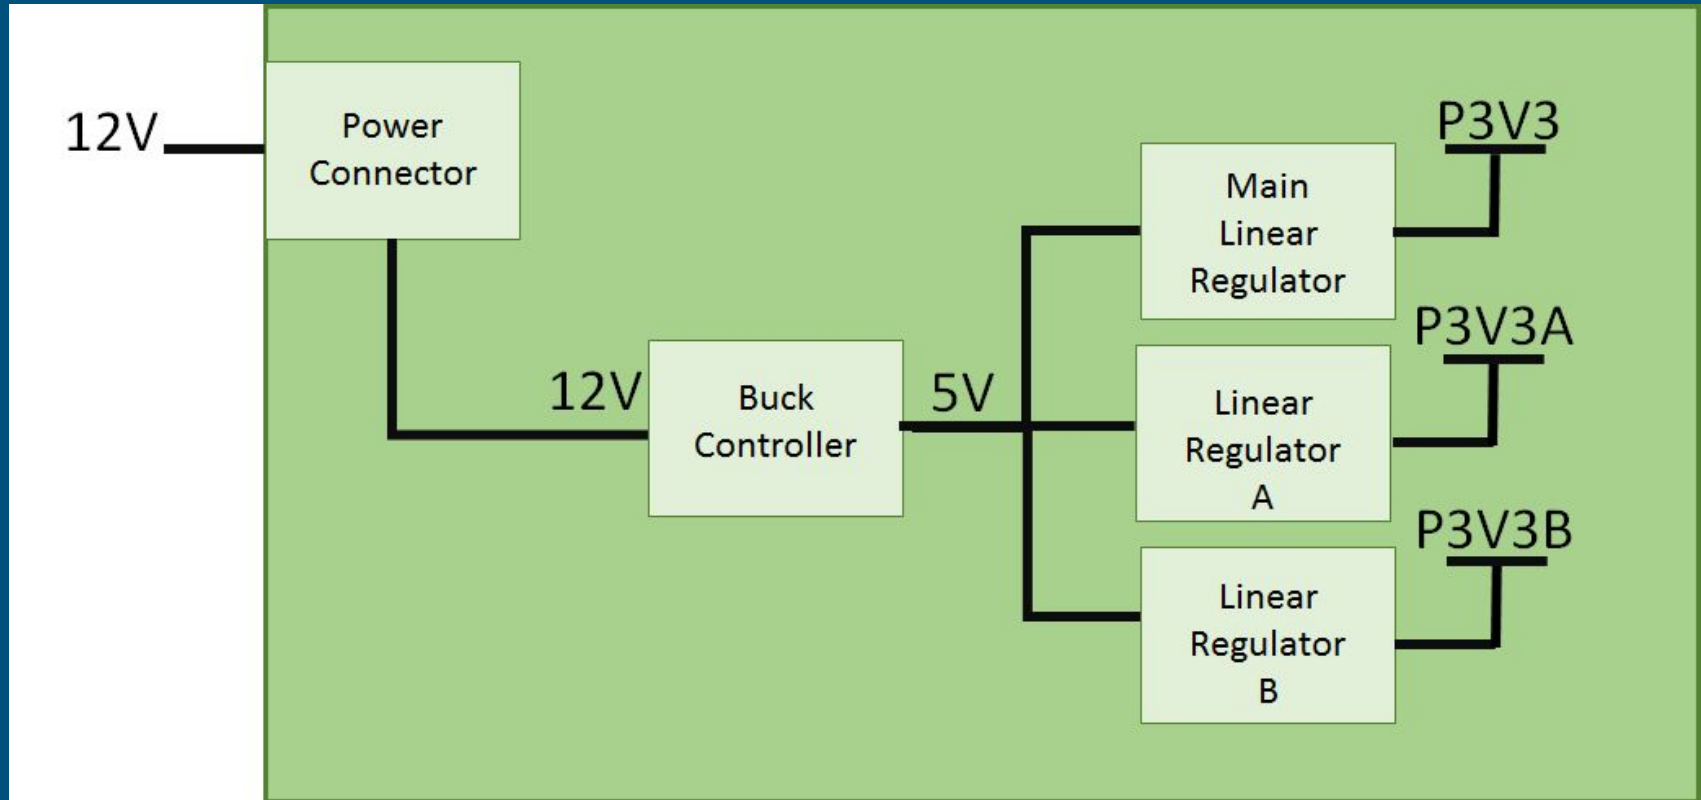 12V
Power
Connector
12V
Buck
Controller
5V
Main
Linear
Regulator
P3V3
Linear
Regulator
A
P3V3A
Linear
Regulator
B
P3V3B